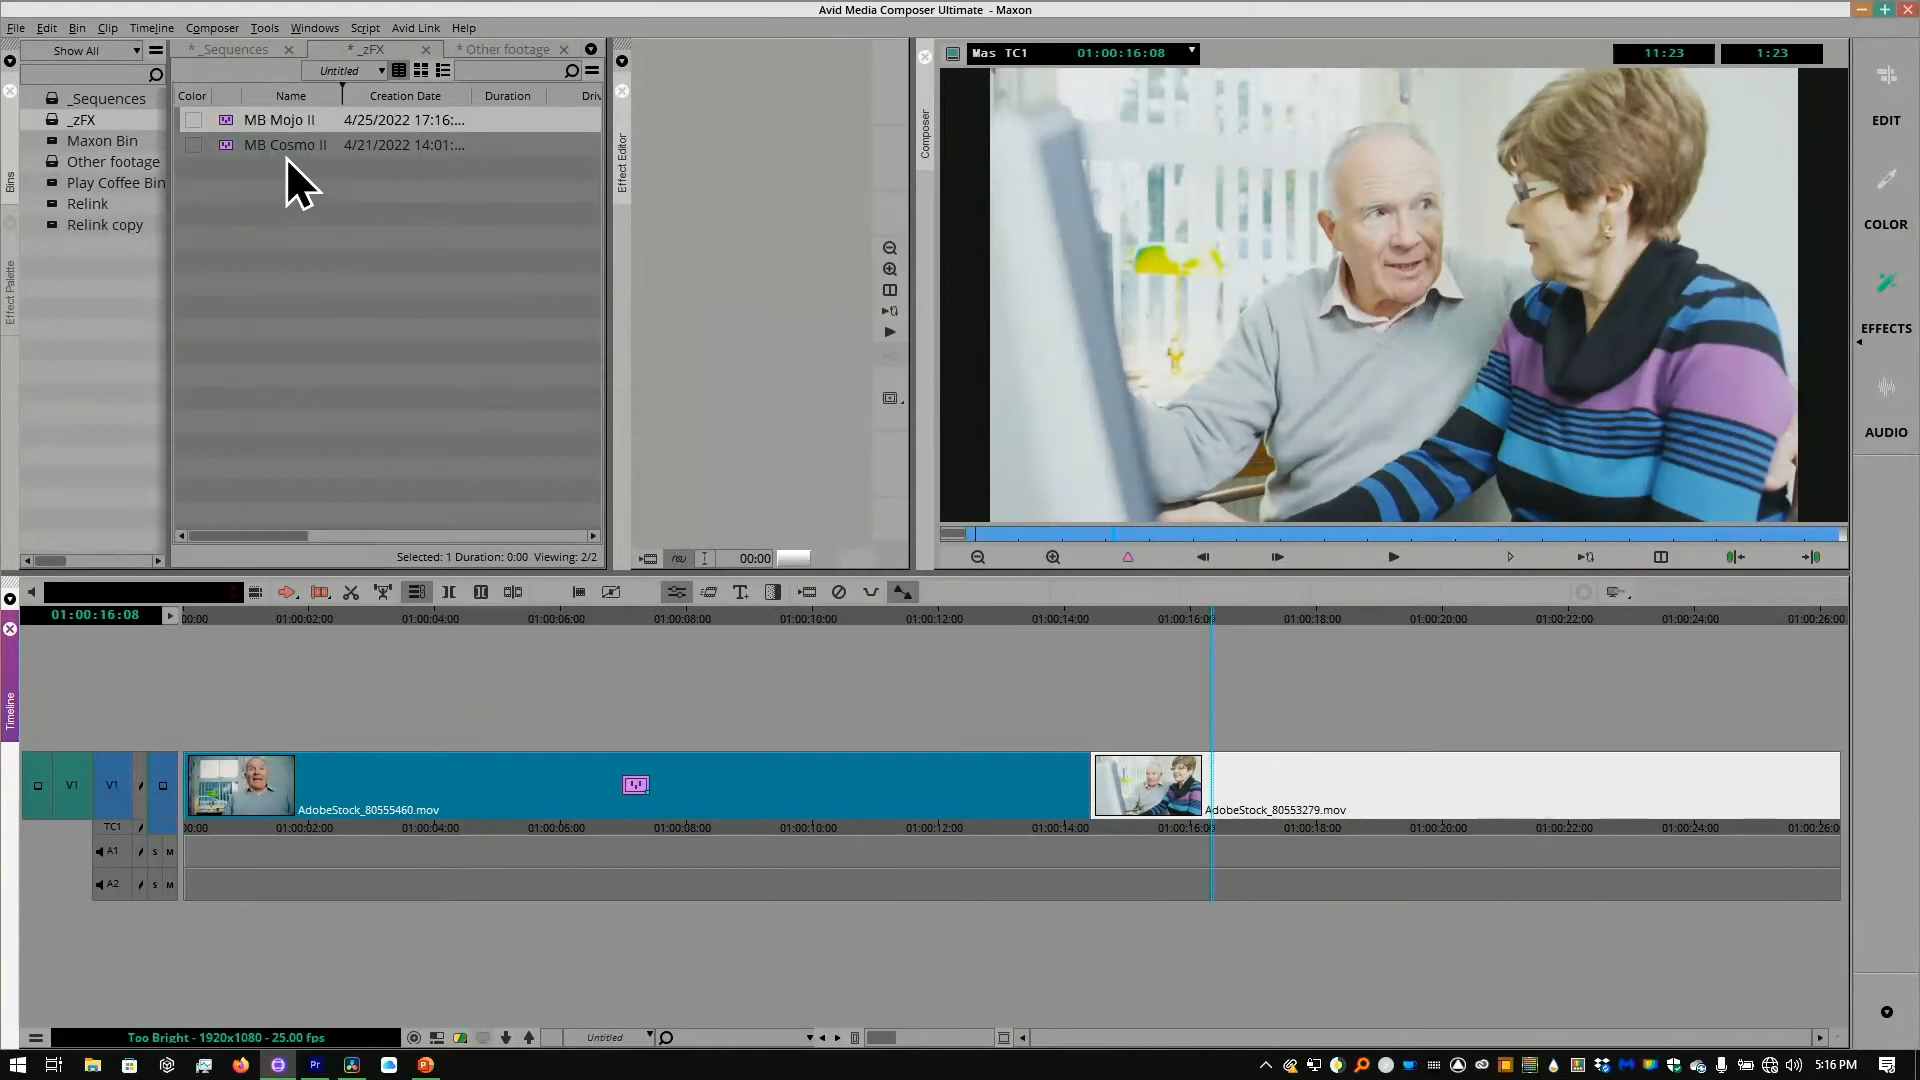 Avid Media Composer Ultimate - Maxon
File Edit Bin Clip Timeline Composer Tools Windows Script Avid Link Help
Show All
* _Sequences
* _zFX
* Other footage
Untitled
Color Name Creation Date Duration Driv
MB Mojo II 4/25/2022 17:16:...
MB Cosmo II 4/21/2022 14:01:...
_Sequences
_zFX
Maxon Bin
Other footage
Play Coffee Bin
Relink
Relink copy
Bins
Effect Palette
Selected: 1 Duration: 0:00 Viewing: 2/2
Effect Editor
00:00
Composer
Mas TC1 01:00:16:08
11:23
1:23
EDIT
COLOR
EFFECTS
AUDIO
01:00:16:08
00:00 01:00:02:00 01:00:04:00 01:00:06:00 01:00:08:00 01:00:10:00 01:00:12:00 01:00:14:00 01:00:16:00 01:00:18:00 01:00:20:00 01:00:22:00 01:00:24:00 01:00:26:00
Timeline
V1 V1
AdobeStock_80555460.mov
AdobeStock_80553279.mov
TC1
00:00 01:00:02:00 01:00:04:00 01:00:06:00 01:00:08:00 01:00:10:00 01:00:12:00 01:00:14:00 01:00:16:00 01:00:18:00 01:00:20:00 01:00:22:00 01:00:24:00 01:00:26:0
A1 S M
A2 S M
Too Bright - 1920x1080 - 25.00 fps
Untitled
Pr
5:16 PM